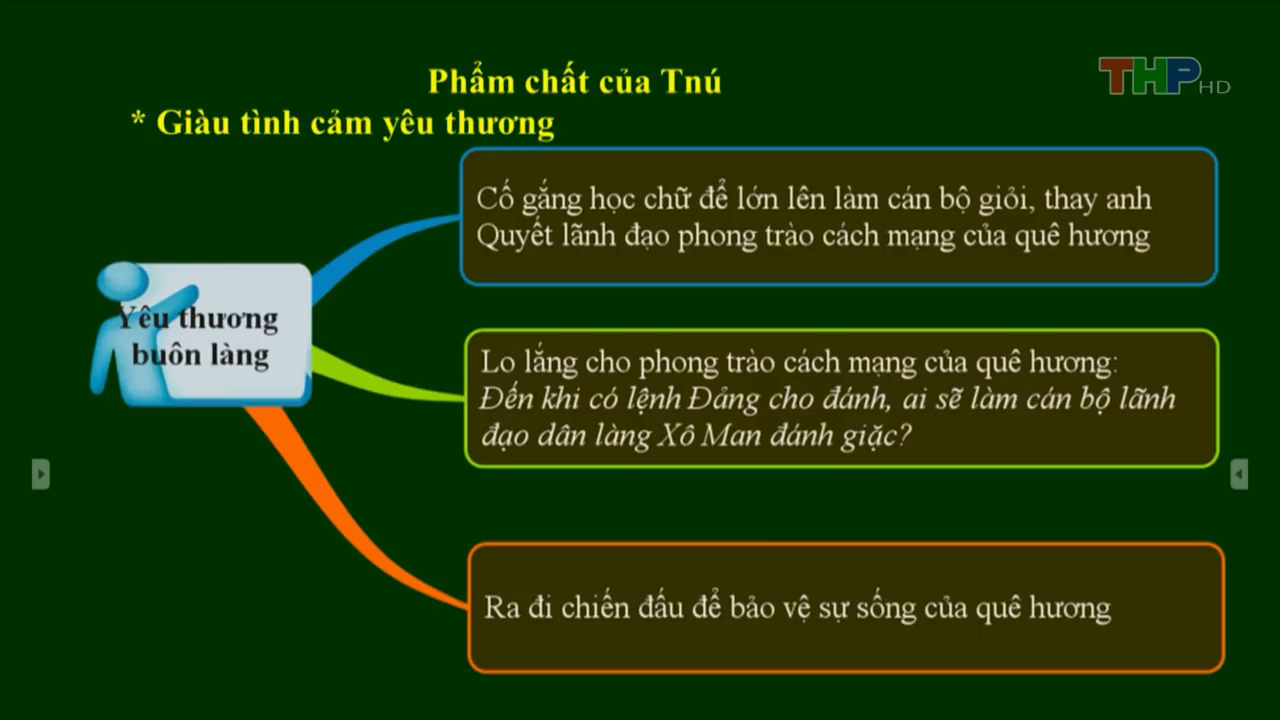 Phẩm chất của Tnú
THP HD
* Giàu tình cảm yêu thương
Yêu thương
buôn làng
Cố gắng học chữ để lớn lên làm cán bộ giỏi, thay anh
Quyết lãnh đạo phong trào cách mạng của quê hương
Lo lắng cho phong trào cách mạng của quê hương:
Đến khi có lệnh Đảng cho đánh, ai sẽ làm cán bộ lãnh
đạo dân làng Xô Man đánh giặc?
Ra đi chiến đấu để bảo vệ sự sống của quê hương